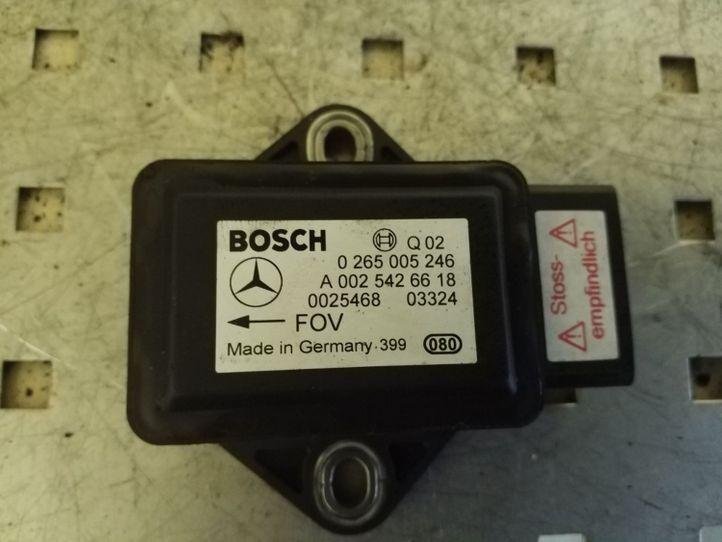 BOSCH Q 02
0 265 005 246
A 002 542 66 18
0025468 03324
FOV
Made in Germany 399 080
Stoss-
empfindlich